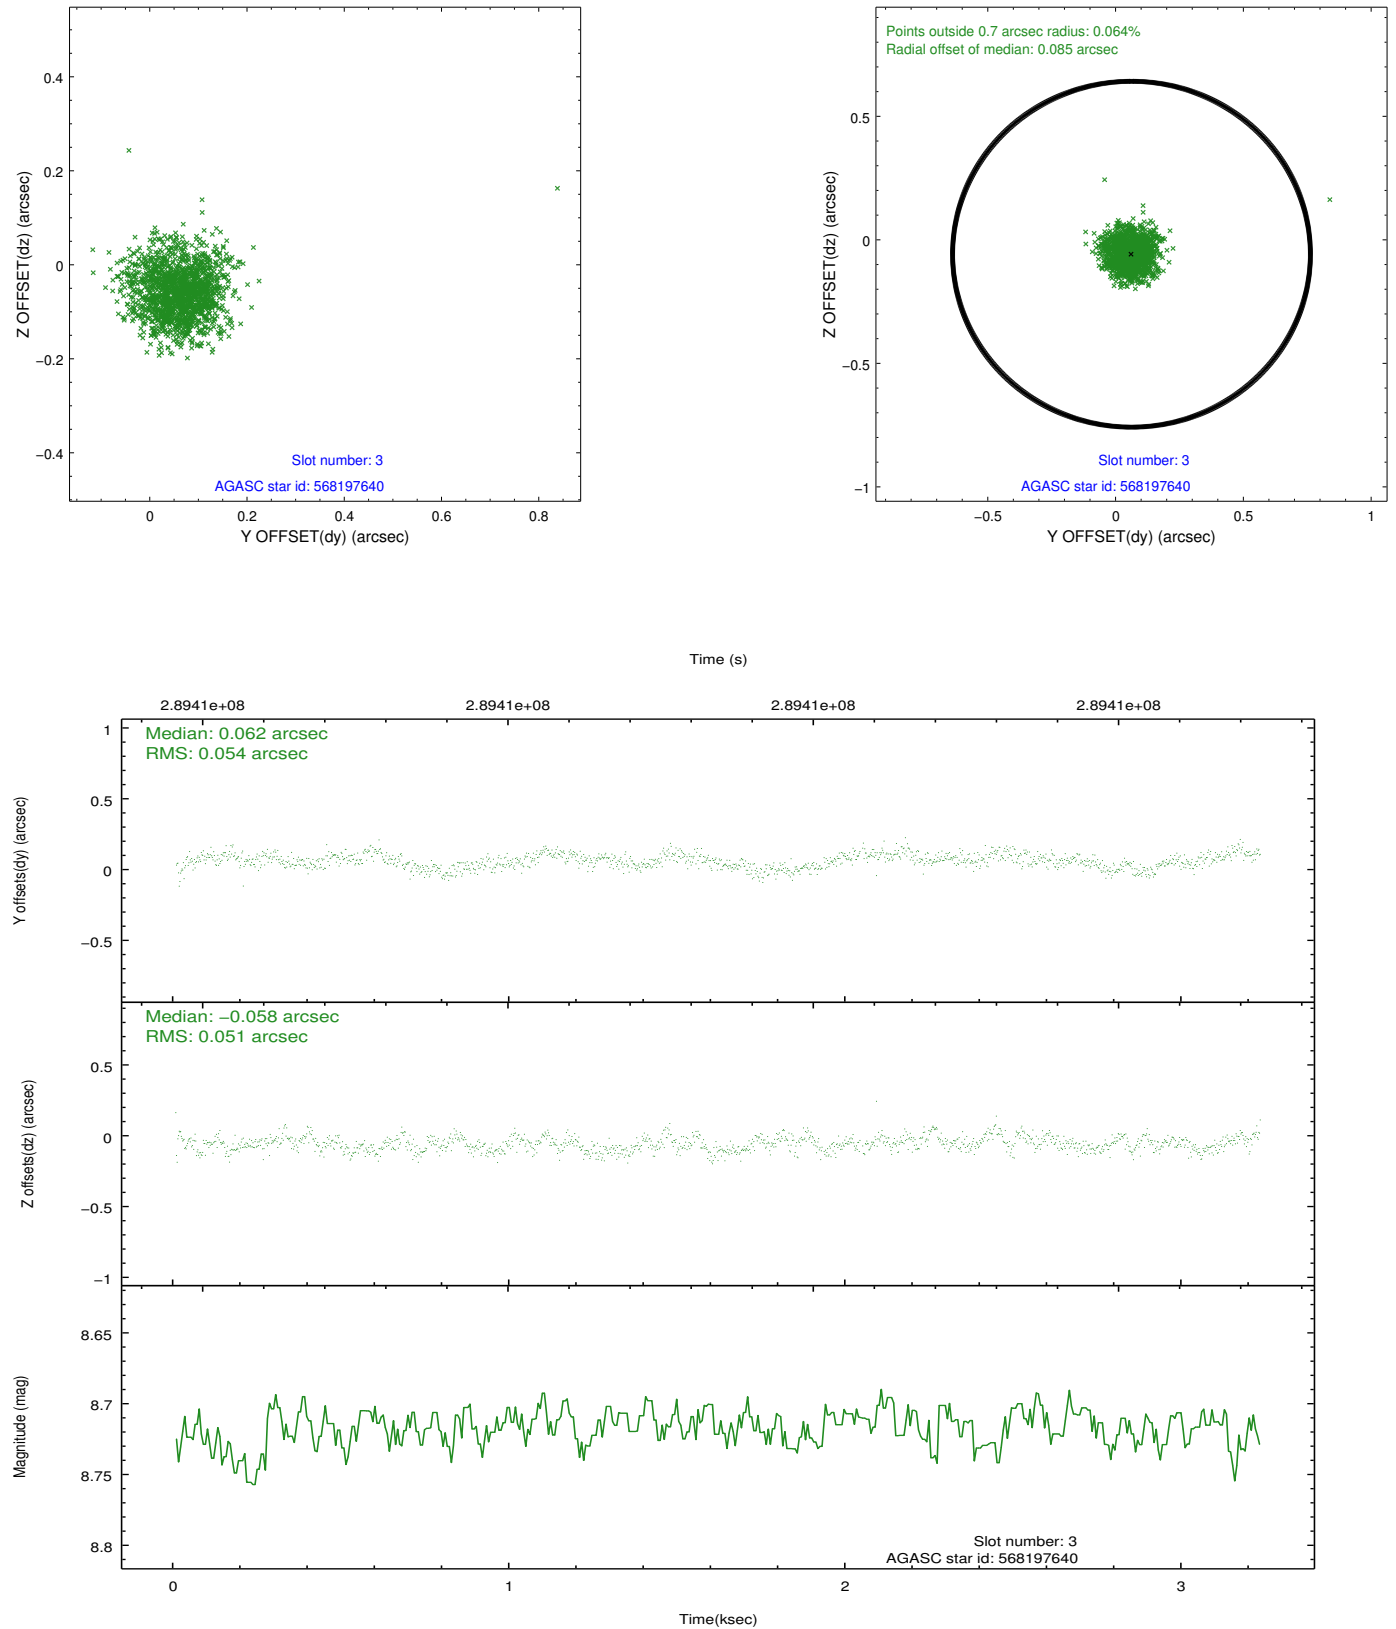 0.4
0.2
0
−0.2
−0.4
Z OFFSET(dz) (arcsec)
Slot number: 3
AGASC star id: 568197640
0 0.2 0.4 0.6 0.8
Y OFFSET(dy) (arcsec)
Points outside 0.7 arcsec radius: 0.064%
Radial offset of median: 0.085 arcsec
0.5
0
−0.5
−1
Z OFFSET(dz) (arcsec)
Slot number: 3
AGASC star id: 568197640
−0.5 0 0.5 1
Y OFFSET(dy) (arcsec)
Time (s)
2.8941e+08 2.8941e+08 2.8941e+08 2.8941e+08
Median: 0.062 arcsec
RMS: 0.054 arcsec
1
0.5
0
−0.5
Y offsets(dy) (arcsec)
Median: −0.058 arcsec
RMS: 0.051 arcsec
0.5
0
−0.5
−1
Z offsets(dz) (arcsec)
8.65
8.7
8.75
8.8
Magnitude (mag)
Slot number: 3
AGASC star id: 568197640
0 1 2 3
Time(ksec)